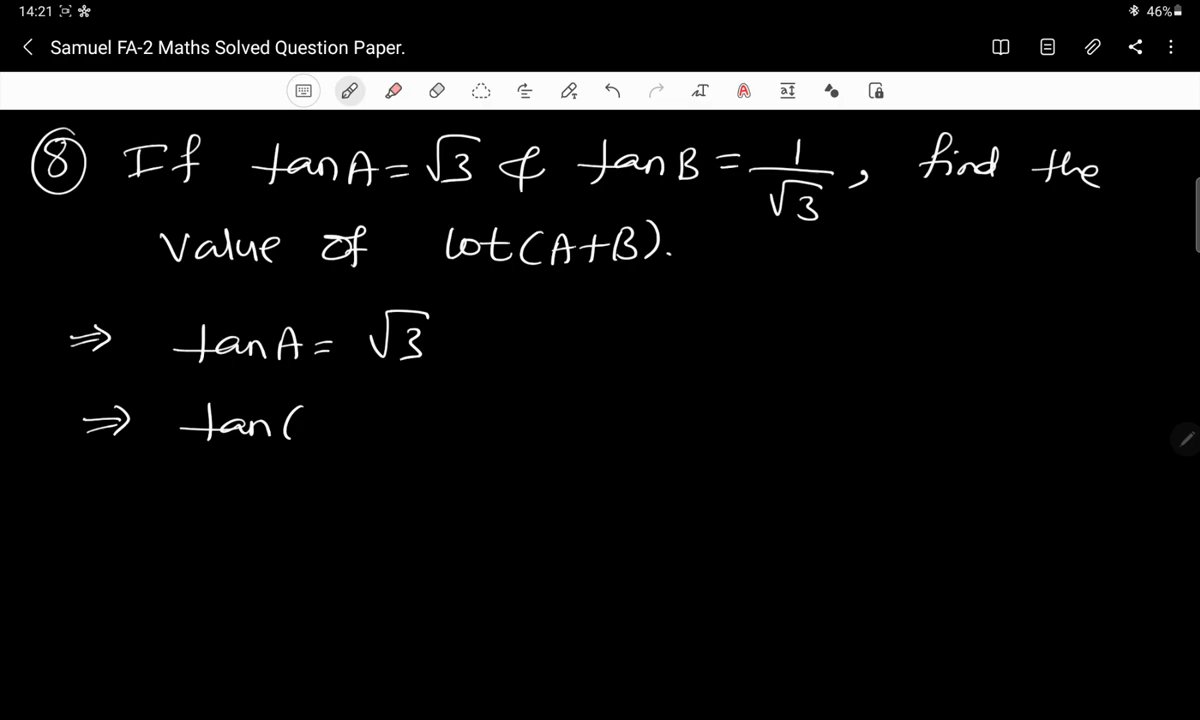 14:21 46%
Samuel FA-2 Maths Solved Question Paper.
⑧ If tanA = √3 & tanB = 1/√3, find the
value of cot(A+B).
⇒ tanA = √3
⇒ tan(